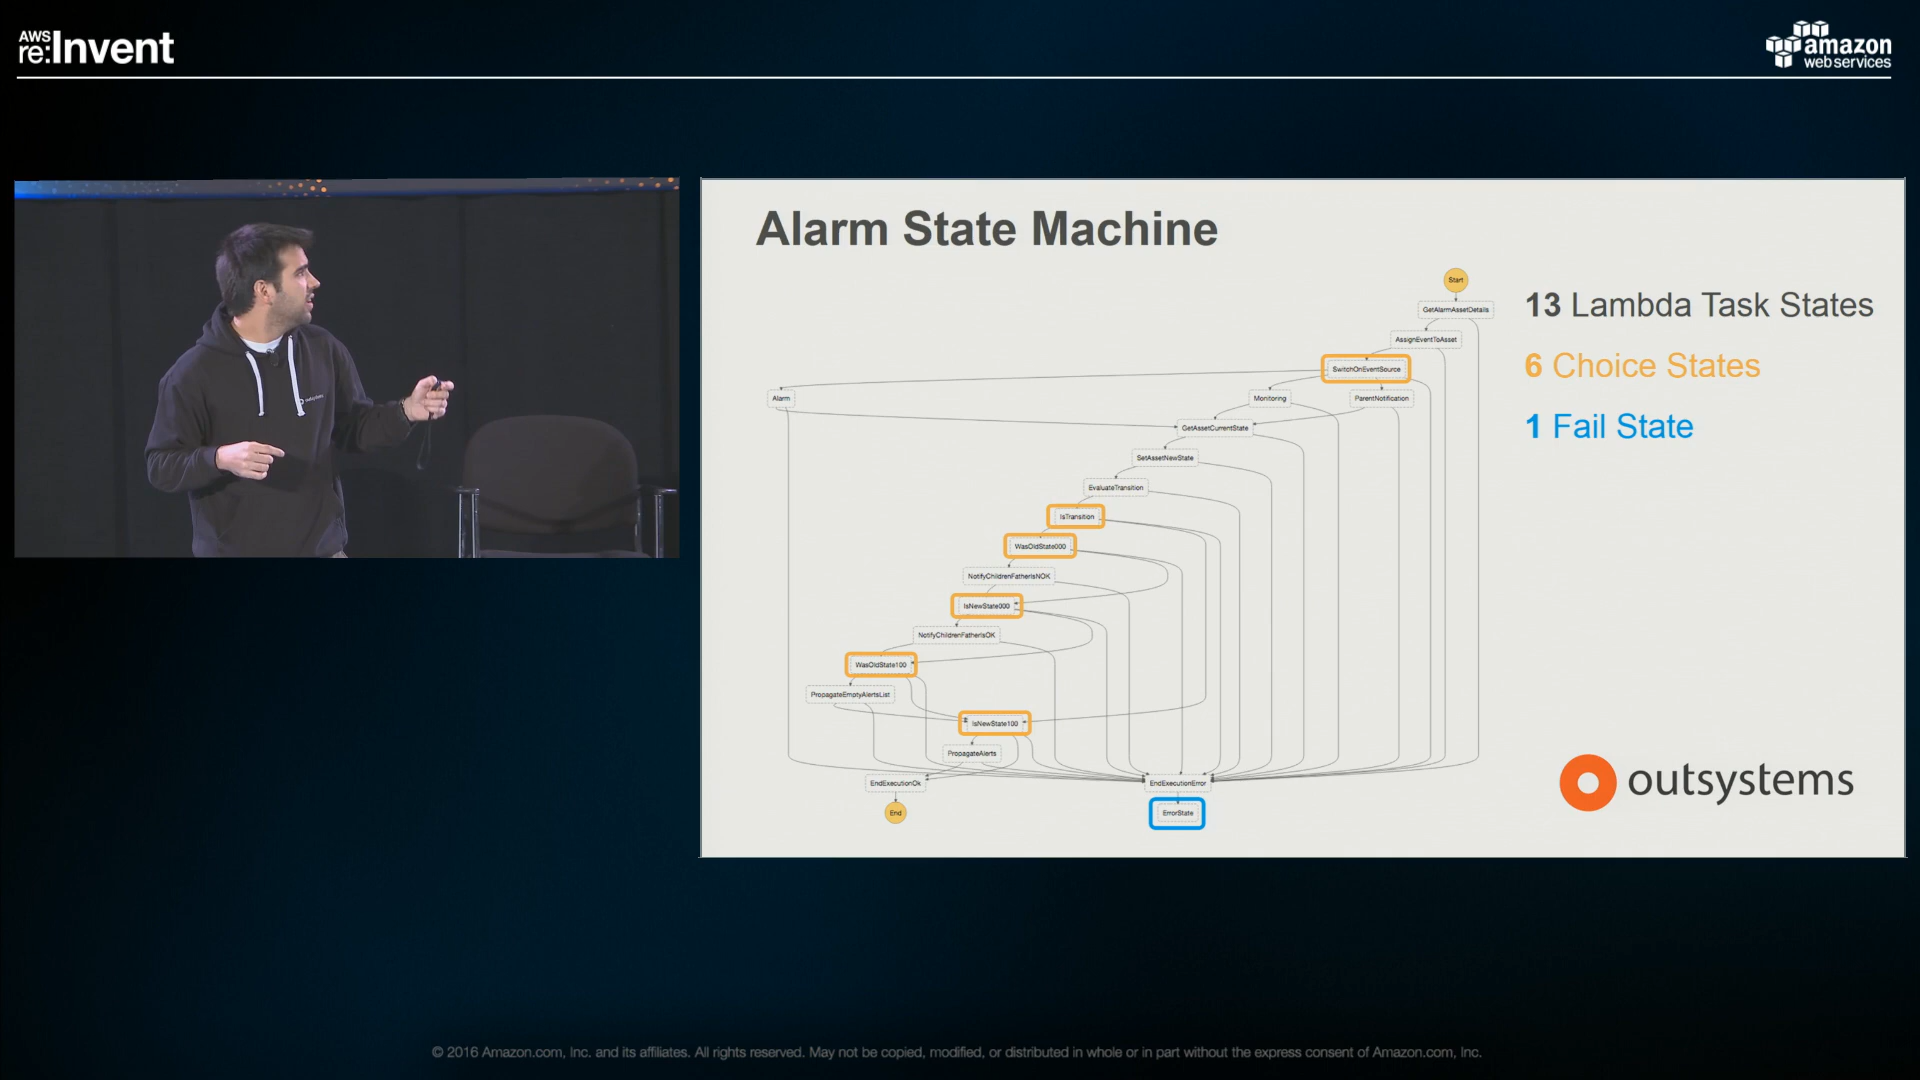 AWS
re:Invent
amazon
webservices
outsystems
Alarm State Machine
Start
GetAlarmAssetDetails
AssignEventToAsset
SwitchOnEventSource
Alarm
Monitoring
ParentNotification
GetAssetCurrentState
SetAssetNewState
EvaluateTransition
IsTransition
WasOldState000
NotifyChildrenFatherIsNOK
IsNewState000
NotifyChildrenFatherIsOK
WasOldState100
PropagateEmptyAlertsList
IsNewState100
PropagateAlerts
EndExecutionOk
EndExecutionError
End
ErrorState
13 Lambda Task States
6 Choice States
1 Fail State
outsystems
© 2016 Amazon.com, Inc. and its affiliates. All rights reserved. May not be copied, modified, or distributed in whole or in part without the express consent of Amazon.com, Inc.